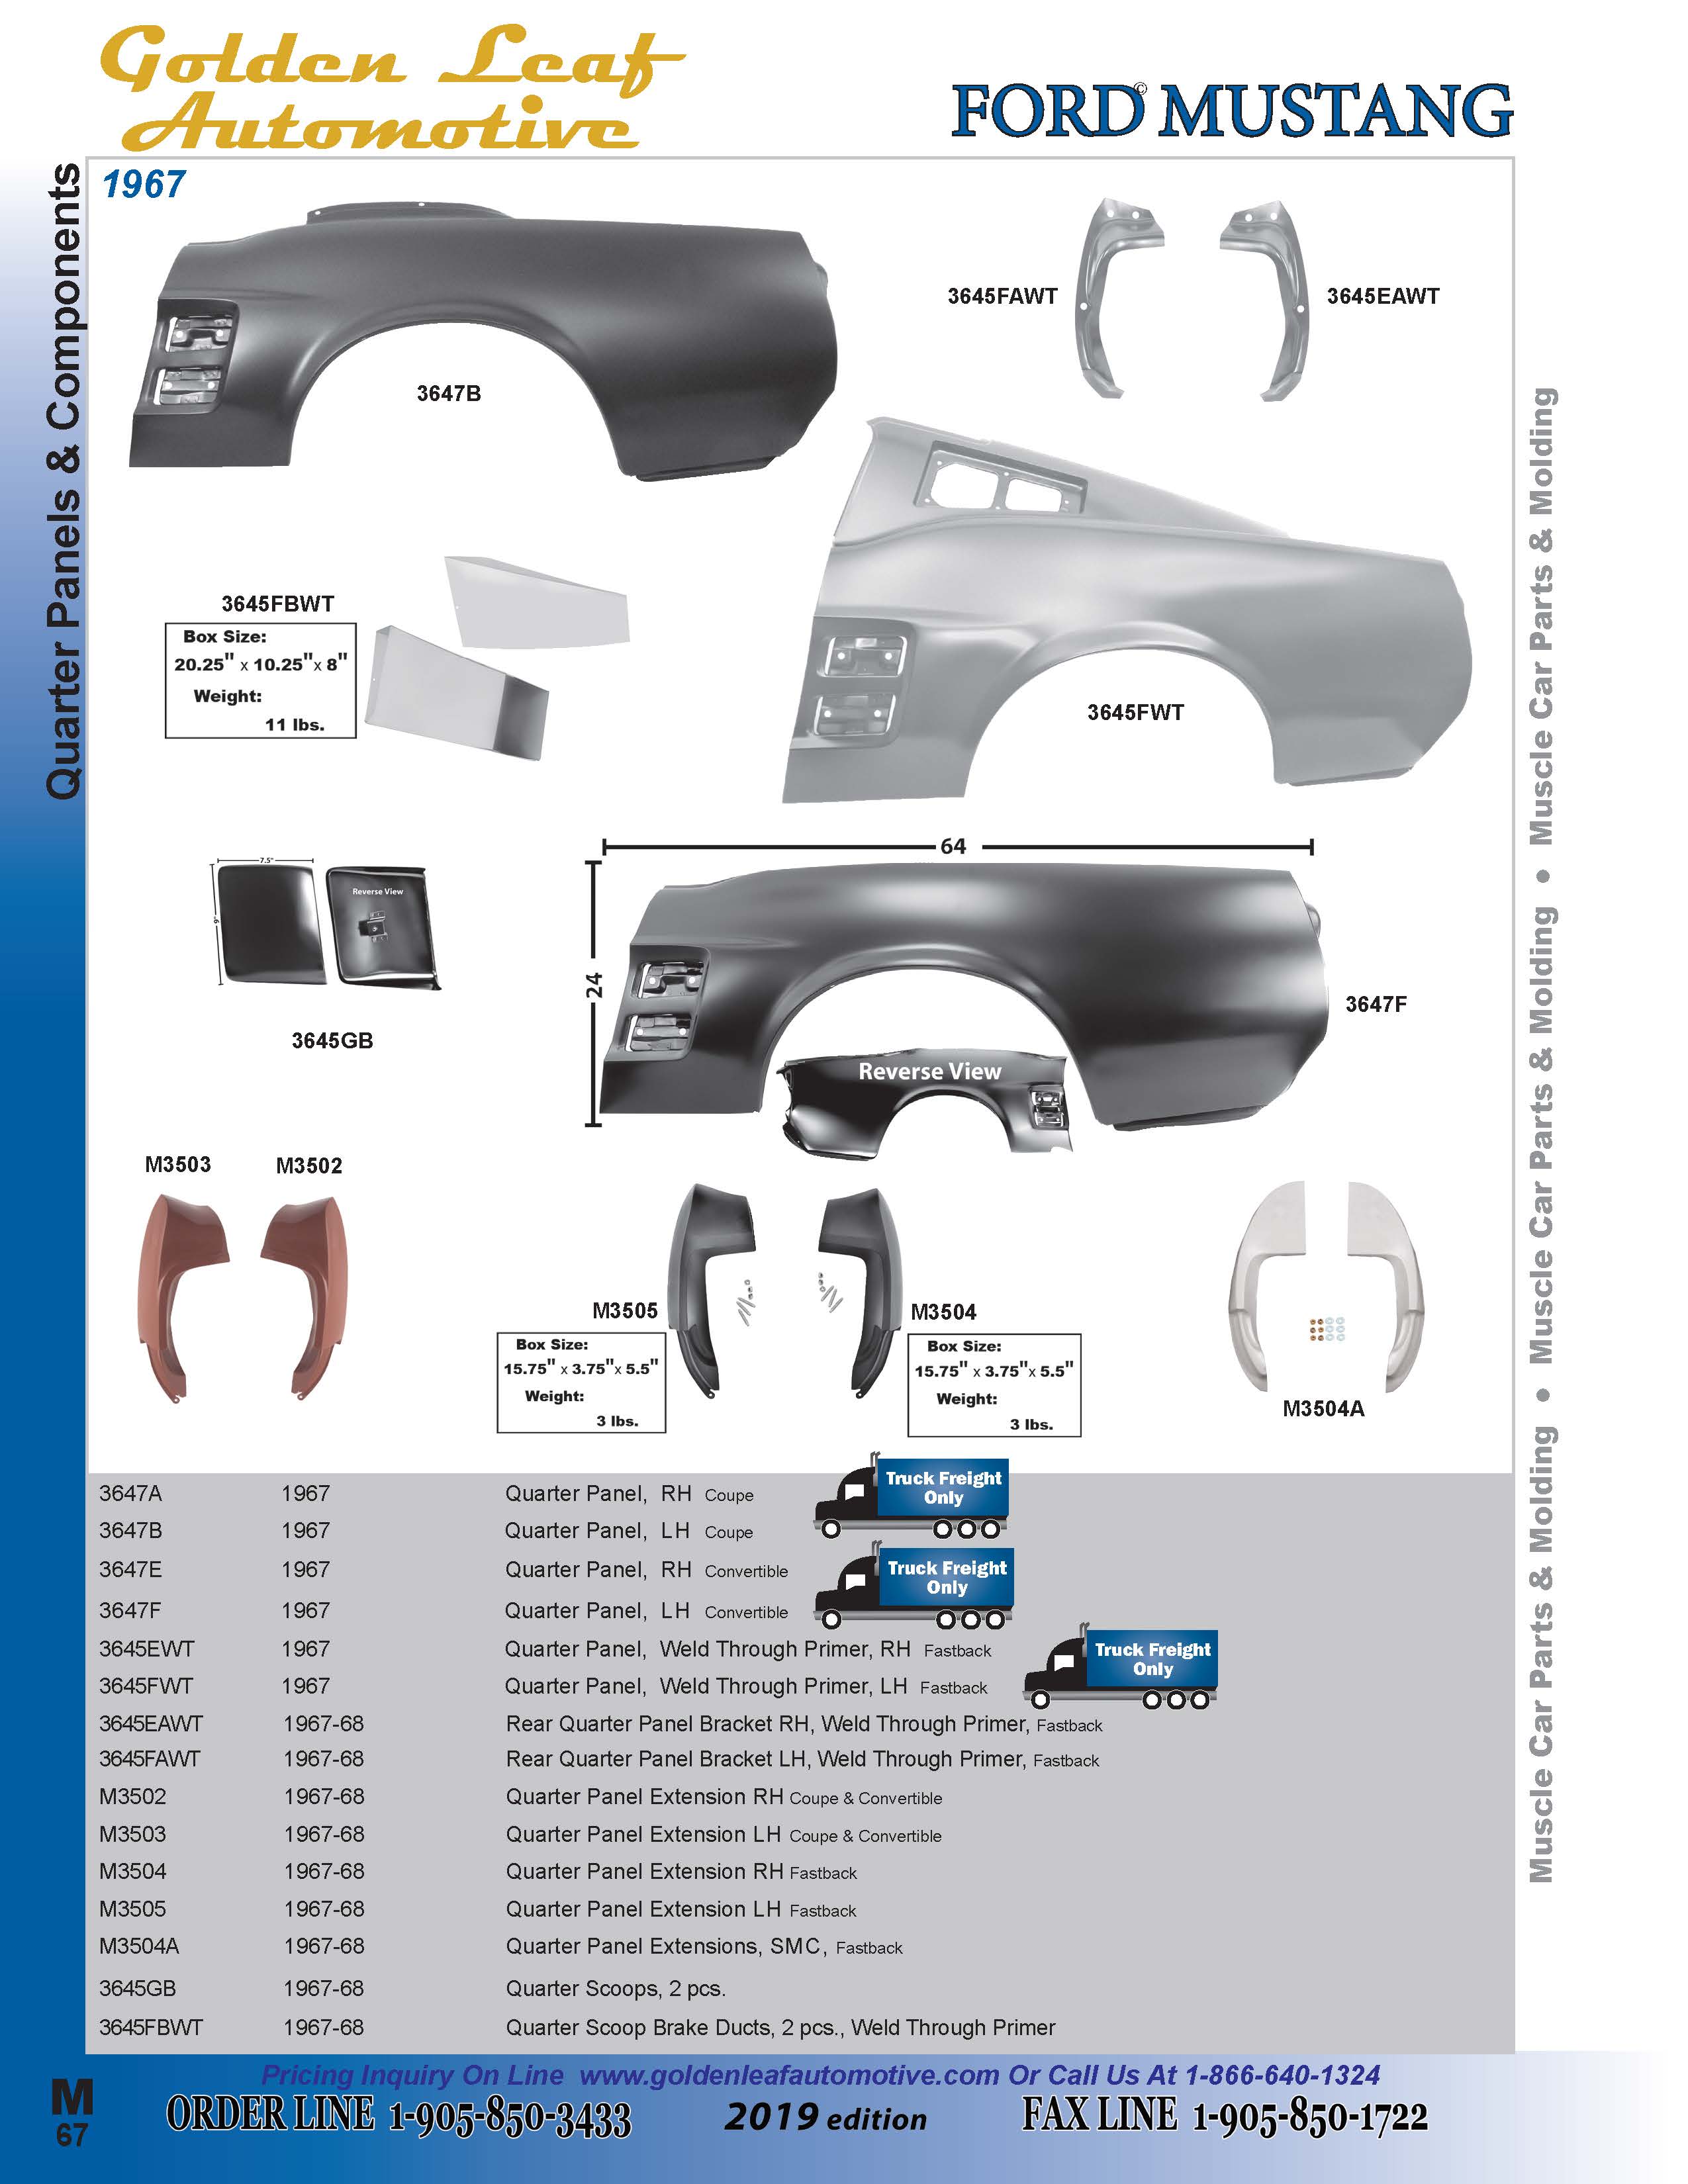 Golden Leaf
Automotive
FORD© MUSTANG
Quarter Panels & Components
1967
3645FAWT
3645EAWT
3647B
3645FBWT
Box Size:
20.25" x 10.25"x 8"
Weight:
11 lbs.
3645FWT
64
24
7.5"
9"
Reverse View
3645GB
3647F
Reverse View
M3503
M3502
M3505
Box Size:
15.75" x 3.75"x 5.5"
Weight:
3 lbs.
M3504
Box Size:
15.75" x 3.75"x 5.5"
Weight:
3 lbs.
M3504A
3647A 1967 Quarter Panel, RH Coupe
3647B 1967 Quarter Panel, LH Coupe
Truck Freight
Only
3647E 1967 Quarter Panel, RH Convertible
3647F 1967 Quarter Panel, LH Convertible
Truck Freight
Only
3645EWT 1967 Quarter Panel, Weld Through Primer, RH Fastback
3645FWT 1967 Quarter Panel, Weld Through Primer, LH Fastback
Truck Freight
Only
3645EAWT 1967-68 Rear Quarter Panel Bracket RH, Weld Through Primer, Fastback
3645FAWT 1967-68 Rear Quarter Panel Bracket LH, Weld Through Primer, Fastback
M3502 1967-68 Quarter Panel Extension RH Coupe & Convertible
M3503 1967-68 Quarter Panel Extension LH Coupe & Convertible
M3504 1967-68 Quarter Panel Extension RH Fastback
M3505 1967-68 Quarter Panel Extension LH Fastback
M3504A 1967-68 Quarter Panel Extensions, SMC, Fastback
3645GB 1967-68 Quarter Scoops, 2 pcs.
3645FBWT 1967-68 Quarter Scoop Brake Ducts, 2 pcs., Weld Through Primer
Muscle Car Parts & Molding • Muscle Car Parts & Molding • Muscle Car Parts & Molding
Pricing Inquiry On Line www.goldenleafautomotive.com Or Call Us At 1-866-640-1324
M
67
ORDER LINE 1-905-850-3433 2019 edition FAX LINE 1-905-850-1722